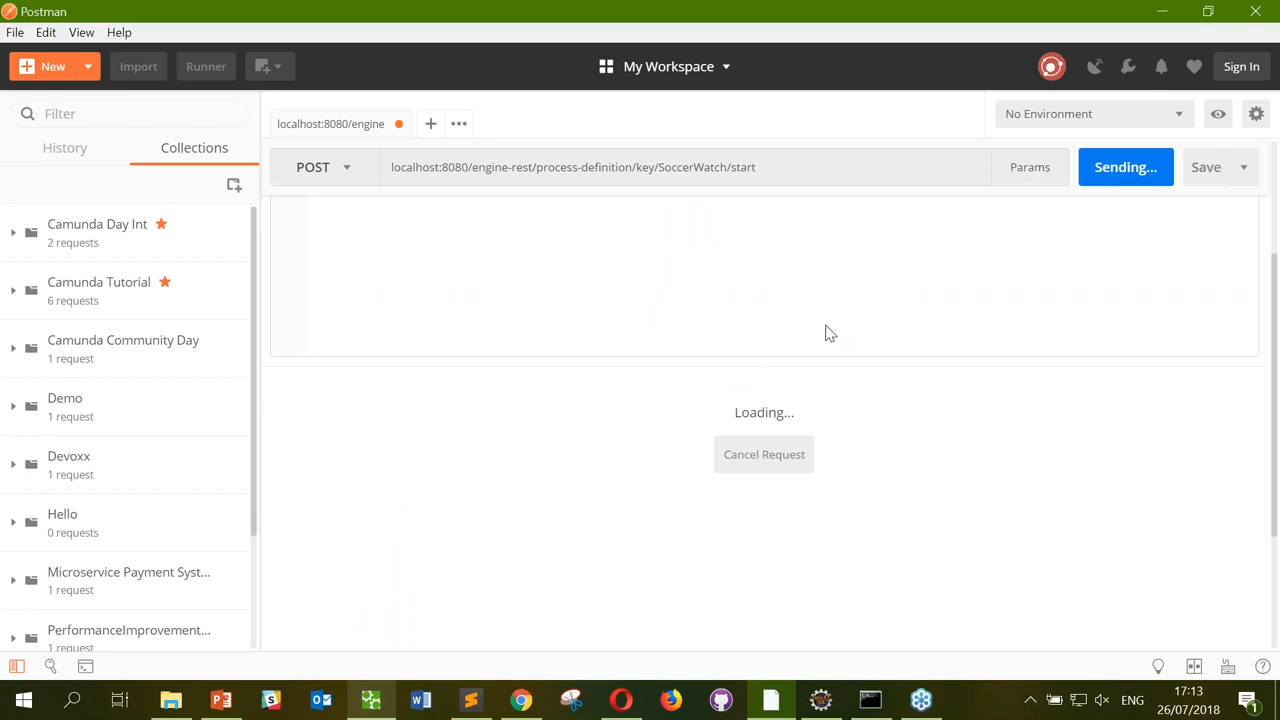 Postman
File Edit View Help
New
Import
Runner
My Workspace
Sign In
Filter
localhost:8080/engine
•••
No Environment
History
Collections
POST
localhost:8080/engine-rest/process-definition/key/SoccerWatch/start
Params
Sending...
Save
Camunda Day Int
2 requests
Camunda Tutorial
6 requests
Camunda Community Day
1 request
Demo
1 request
Devoxx
1 request
Hello
0 requests
Microservice Payment Syst...
1 request
PerformanceImprovement...
1 request
Loading...
Cancel Request
ENG
17:13
26/07/2018
1